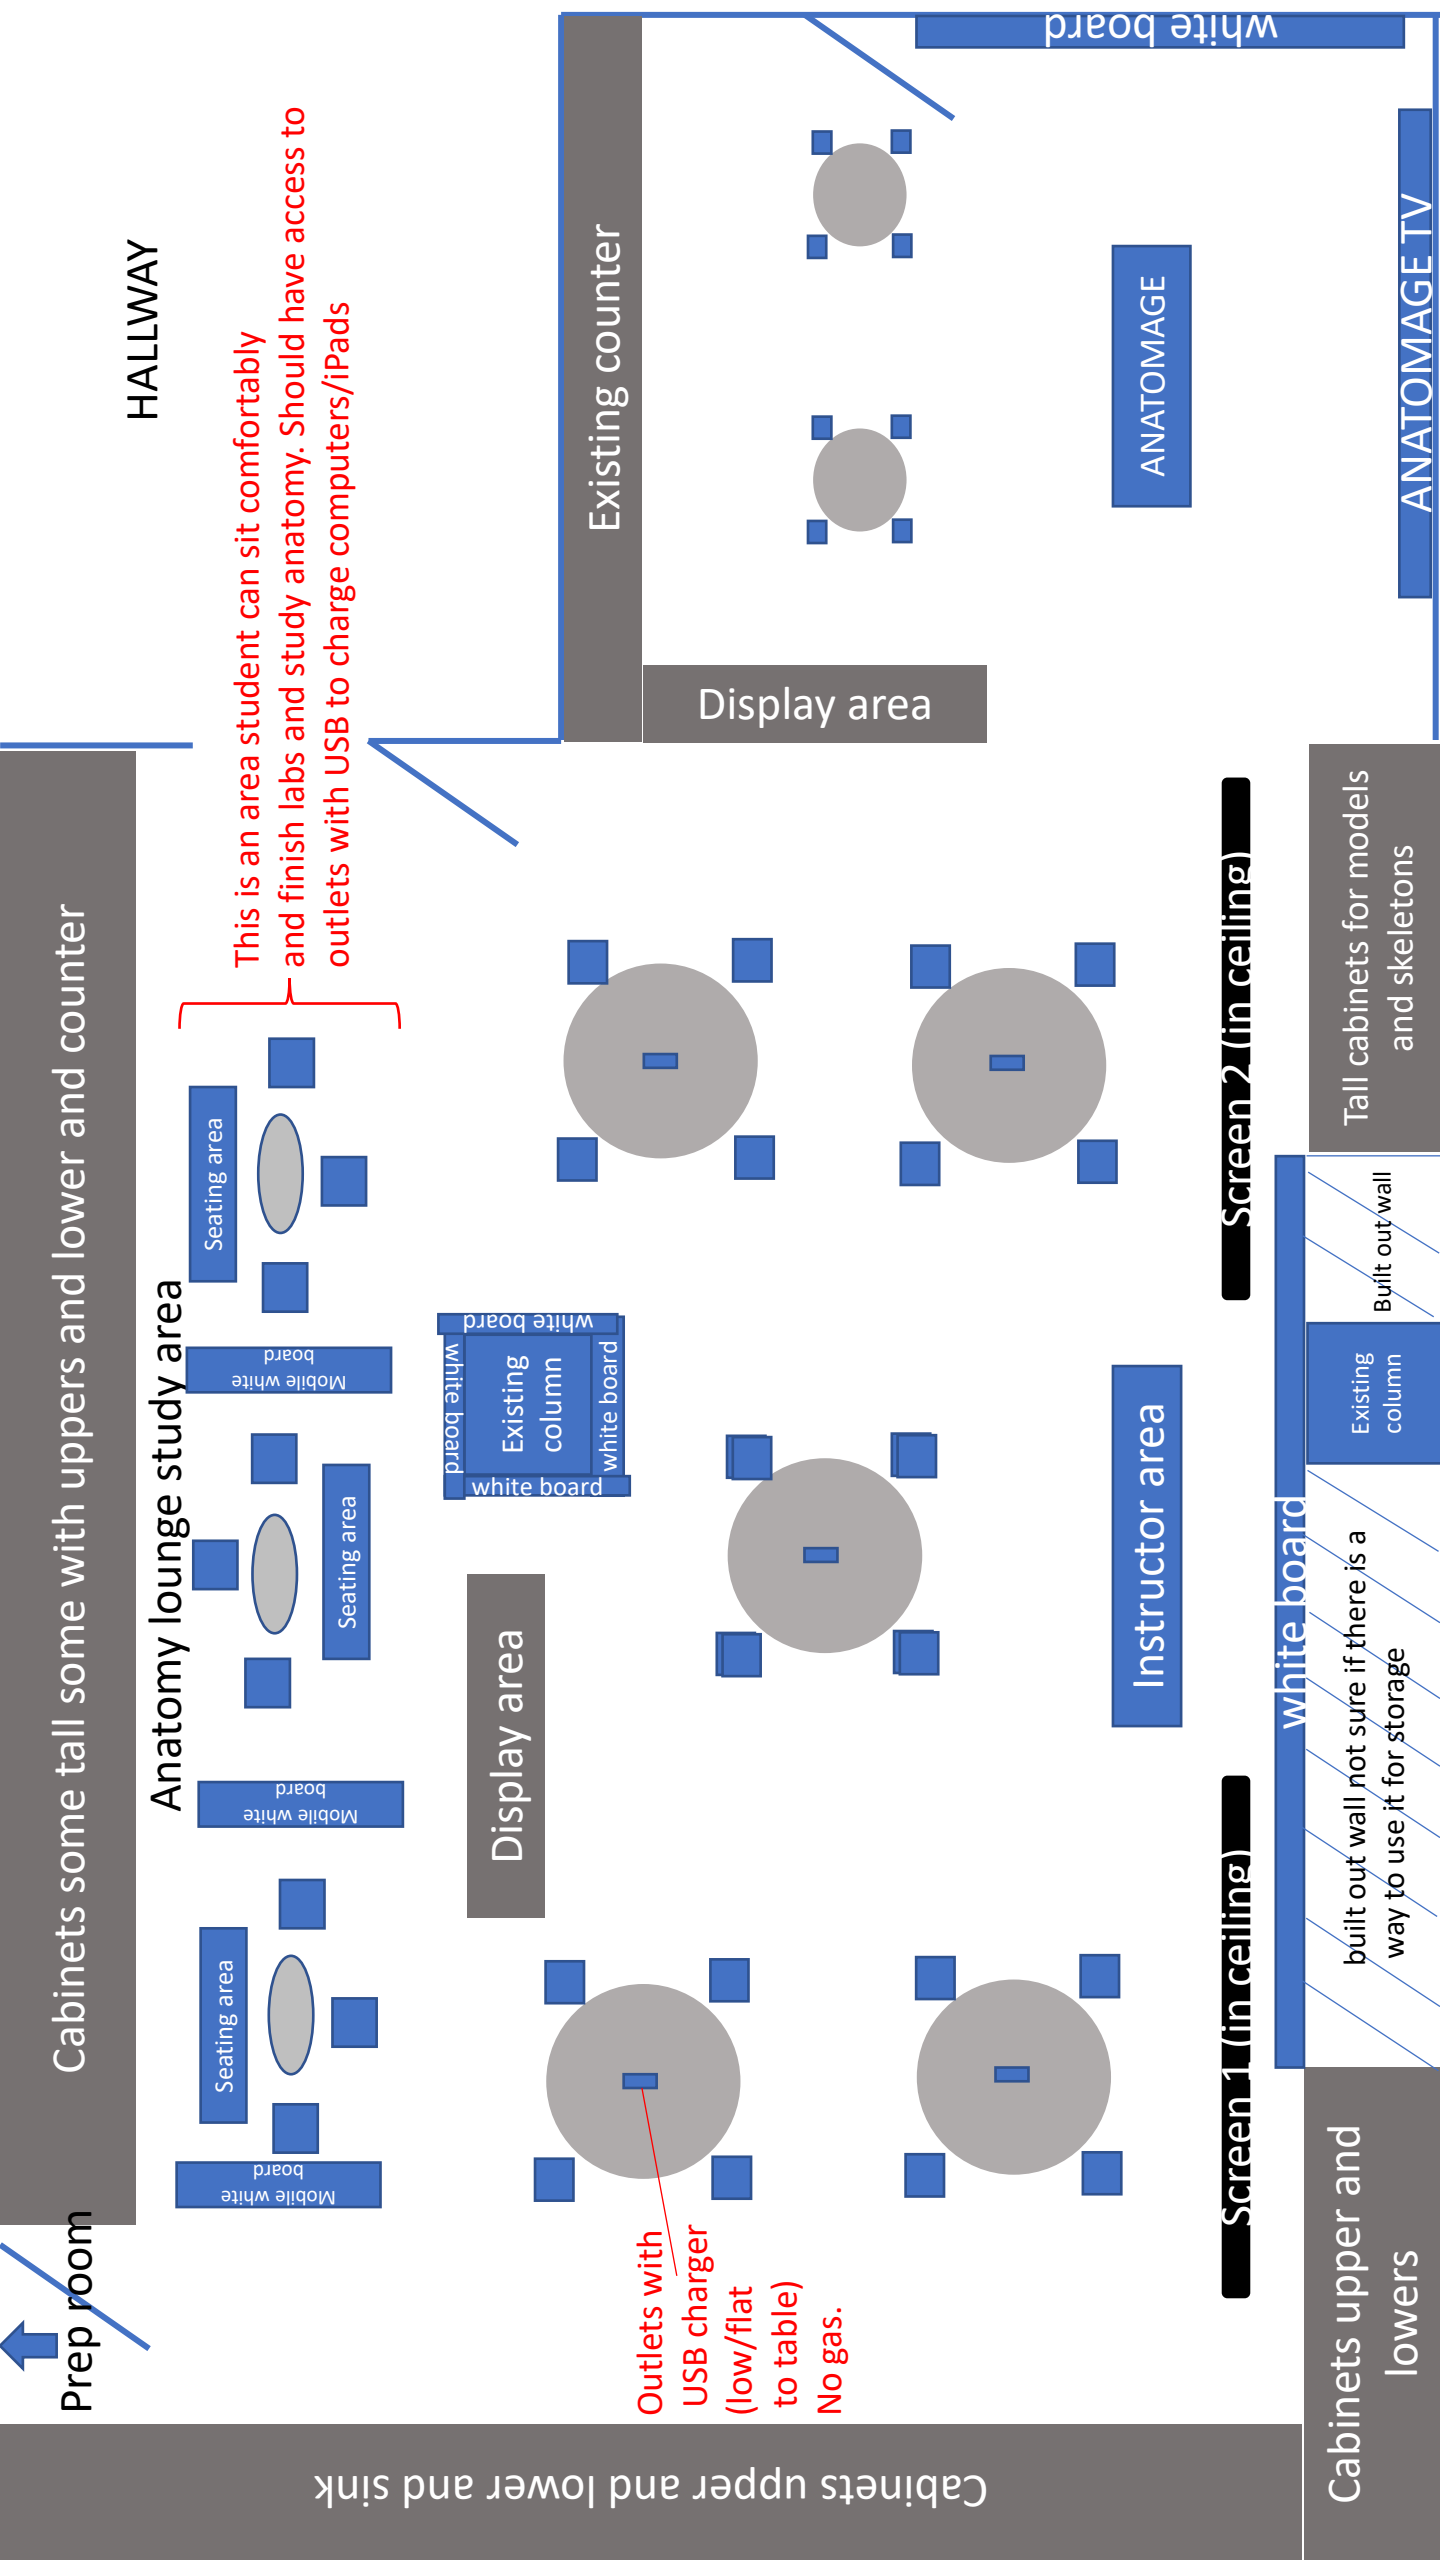 HALLWAY
This is an area student can sit comfortably
and finish labs and study anatomy. Should have access to
outlets with USB to charge computers/iPads
Existing counter
white board
ANATOMAGE
ANATOMAGE TV
Display area
Cabinets some tall some with uppers and lower and counter
Anatomy lounge study area
Seating area
Mobile white
board
Seating area
Mobile white
board
Seating area
Mobile white
board
white board
white board
Existing
column
white board
white board
Display area
Instructor area
Screen 2 (in ceiling)
Screen 1 (in ceiling)
Tall cabinets for models
and skeletons
Built out wall
Existing
column
white board
built out wall not sure if there is a
way to use it for storage
Prep room
Outlets with
USB charger
(low/flat
to table)
No gas.
Cabinets upper and lower and sink
Cabinets upper and
lowers